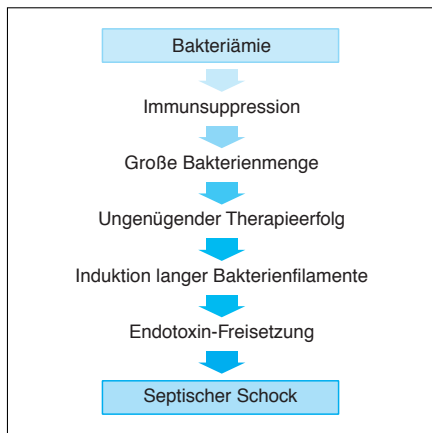 Bakteriämie
Immunsuppression
Große Bakterienmenge
Ungenügender Therapieerfolg
Induktion langer Bakterienfilamente
Endotoxin-Freisetzung
Septischer Schock